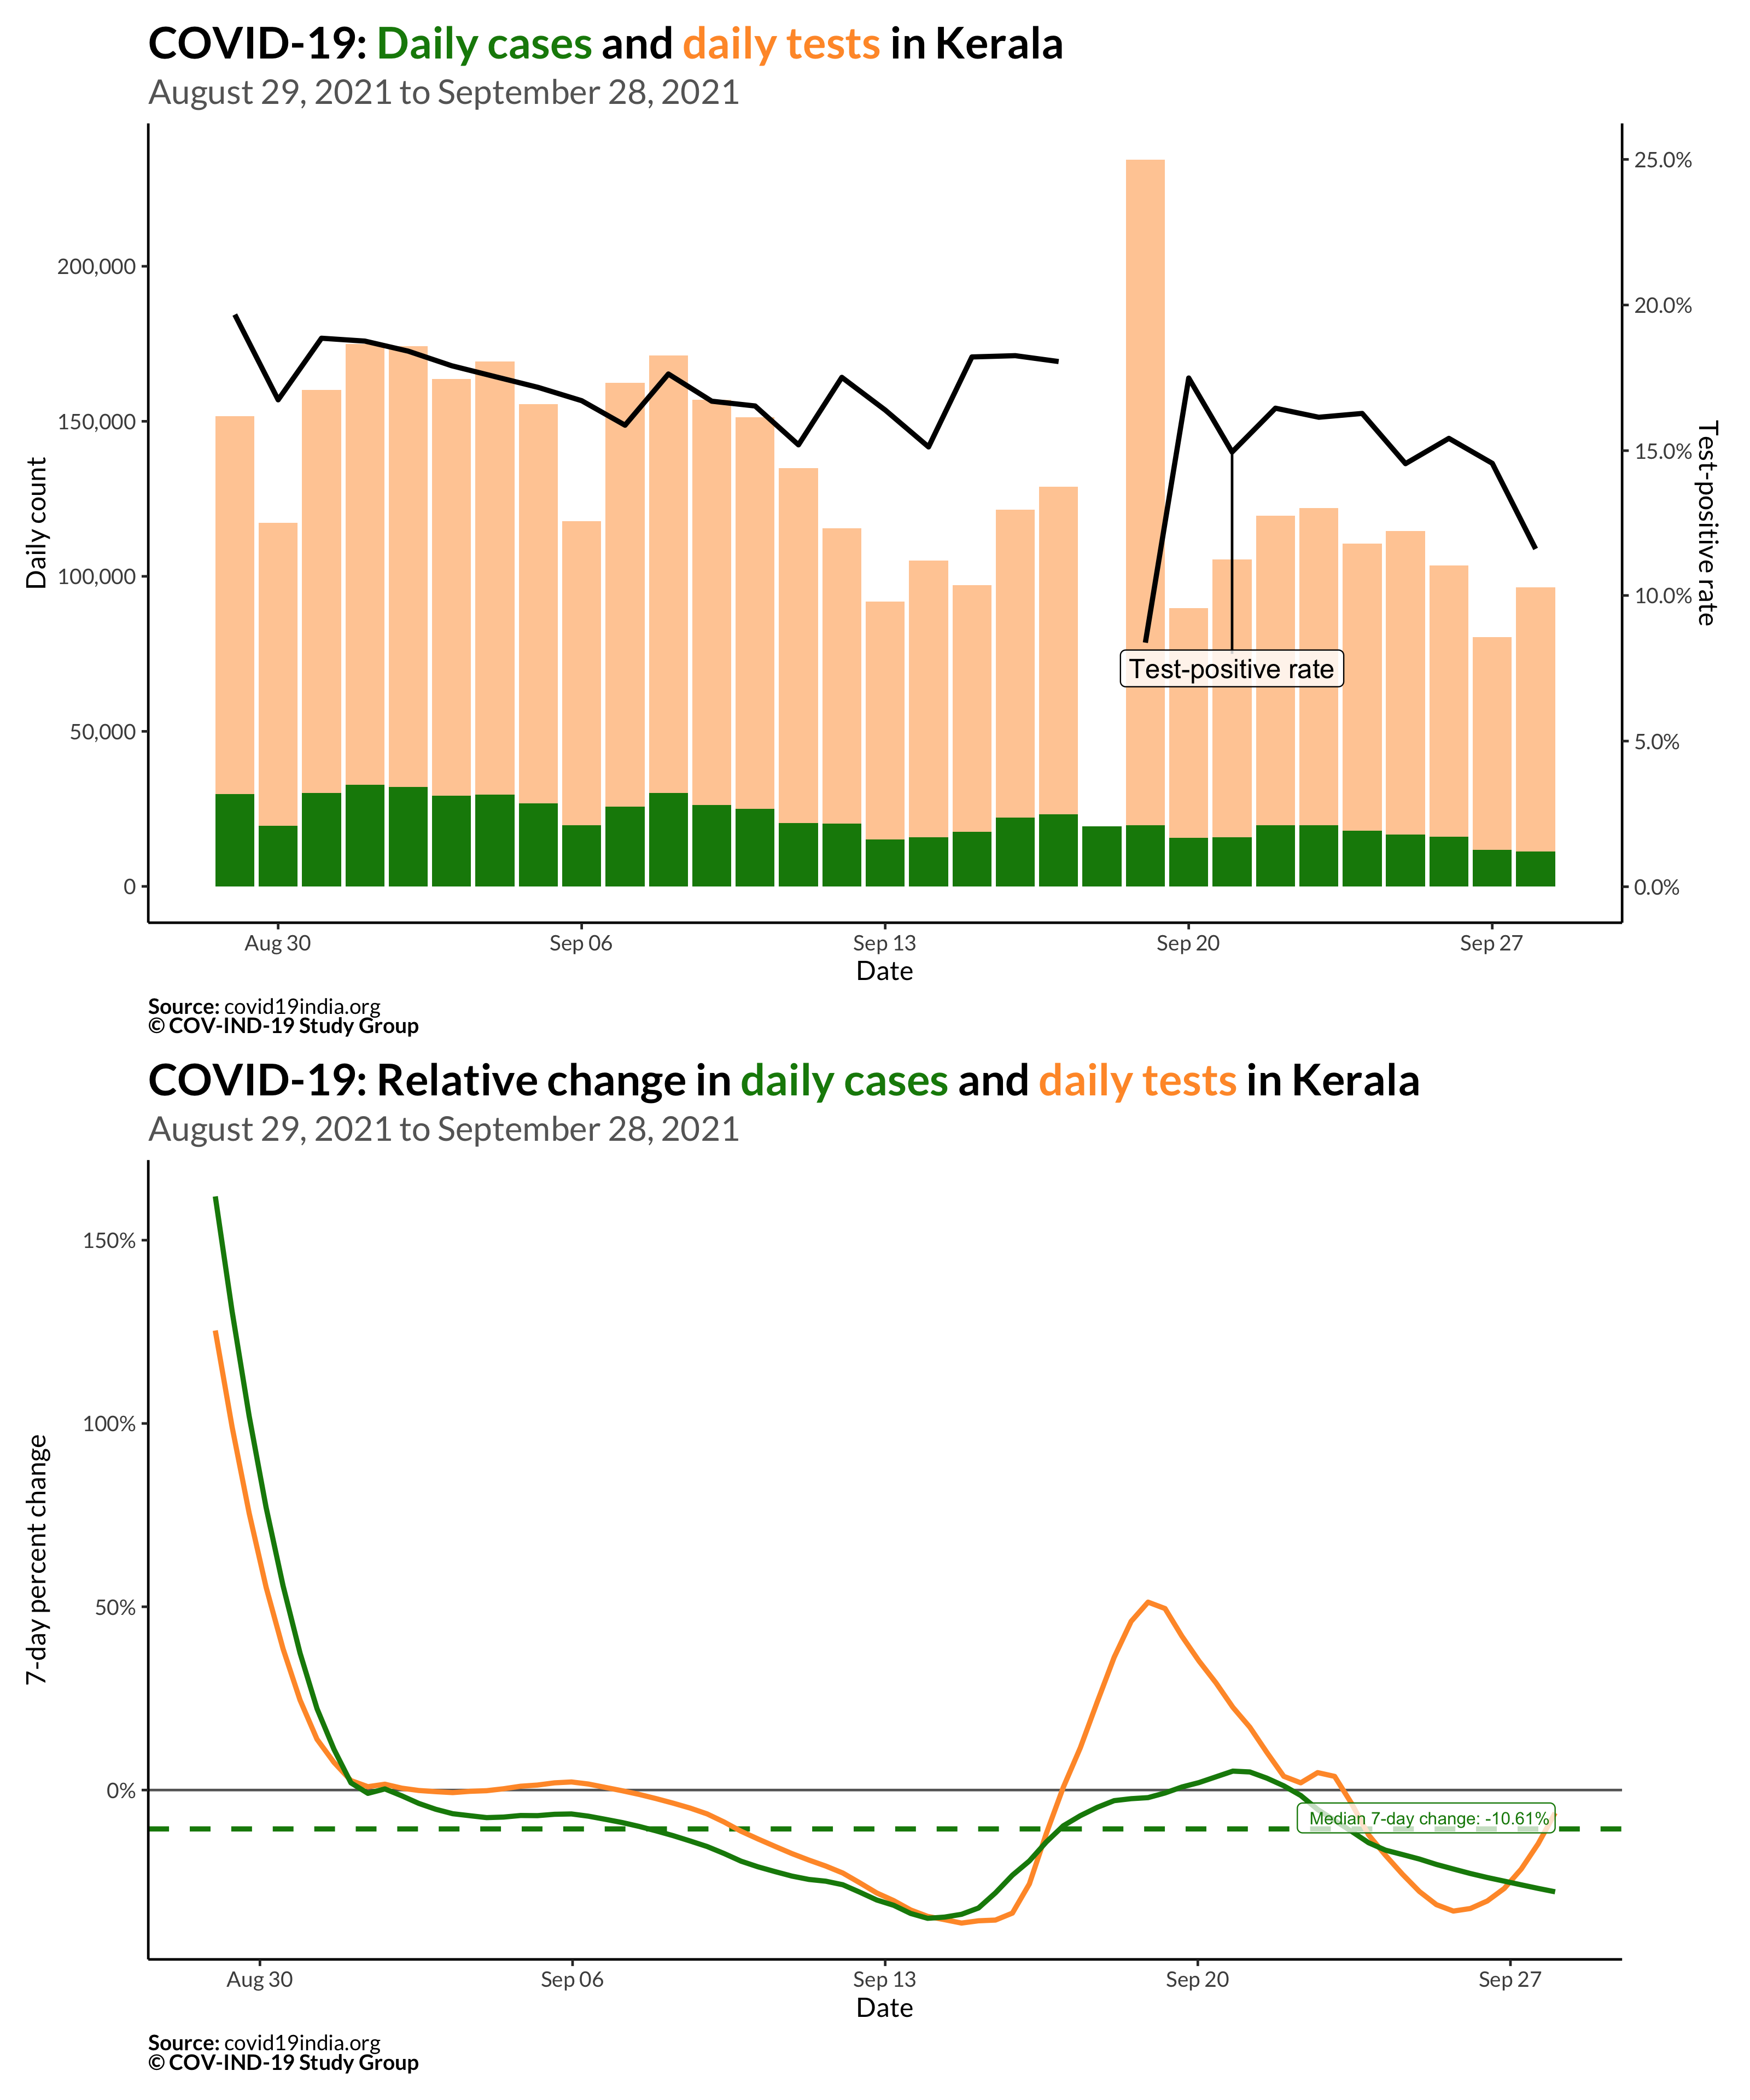 COVID-19: Daily cases and daily tests in Kerala
August 29, 2021 to September 28, 2021
Daily count
200,000
150,000
100,000
50,000
0
25.0%
20.0%
15.0%
10.0%
5.0%
0.0%
Test-positive rate
Test-positive rate
Aug 30
Sep 06
Sep 13
Sep 20
Sep 27
Date
Source: covid19india.org
© COV-IND-19 Study Group
COVID-19: Relative change in daily cases and daily tests in Kerala
August 29, 2021 to September 28, 2021
7-day percent change
150%
100%
50%
0%
Median 7-day change: -10.61%
Aug 30
Sep 06
Sep 13
Sep 20
Sep 27
Date
Source: covid19india.org
© COV-IND-19 Study Group